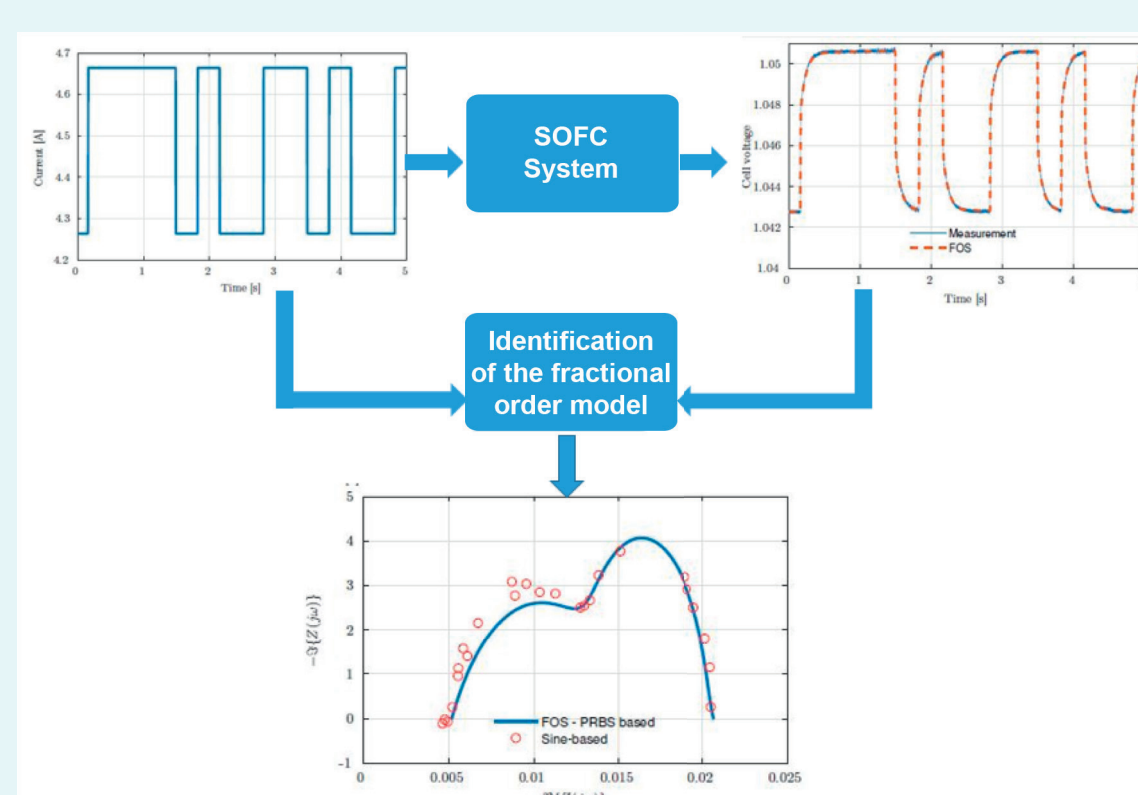 4.7
4.6
4.5
4.4
4.3
4.2
Current [A]
0 1 2 3 4 5
Time [s]
SOFC
System
1.05
1.048
1.046
1.044
1.042
1.04
Cell voltage
Measurement
FOS
0 1 2 3 4
Time [s]
Identification
of the fractional
order model
5
4
3
2
1
0
-1
−ℑ{Z(jω)}
FOS - PRBS based
Sine-based
0 0.005 0.01 0.015 0.02 0.025